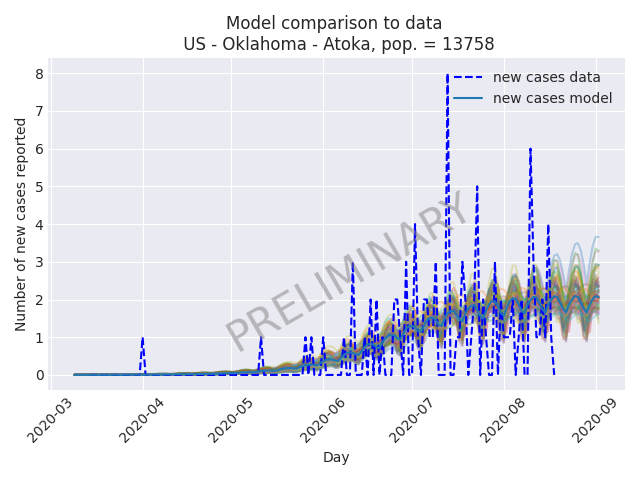 Model comparison to data
US - Oklahoma - Atoka, pop. = 13758
new cases data
new cases model
PRELIMINARY
Number of new cases reported
8
7
6
5
4
3
2
1
0
2020-03
2020-04
2020-05
2020-06
2020-07
2020-08
2020-09
Day